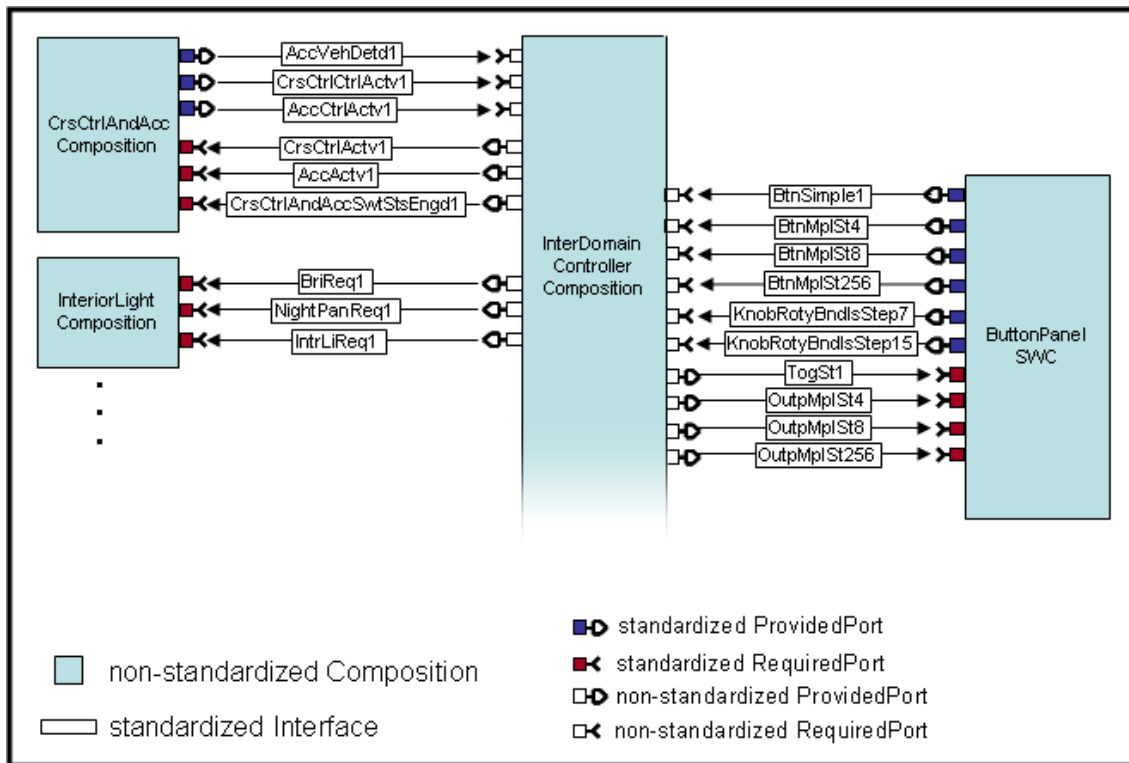 CrsCtrlAndAcc
Composition
AccVehDetd1
CrsCtrlCtrlActv1
AccCtrlActv1
CrsCtrlActv1
AccActv1
CrsCtrlAndAccSwtStsEngd1
InteriorLight
Composition
BriReq1
NightPanReq1
IntrLiReq1
InterDomain
Controller
Composition
BtnSimple1
BtnMplSt4
BtnMplSt8
BtnMplSt256
KnobRotyBndlsStep7
KnobRotyBndlsStep15
TogSt1
OutpMplSt4
OutpMplSt8
OutpMplSt256
ButtonPanel
SWC
non-standardized Composition
standardized Interface
standardized ProvidedPort
standardized RequiredPort
non-standardized ProvidedPort
non-standardized RequiredPort